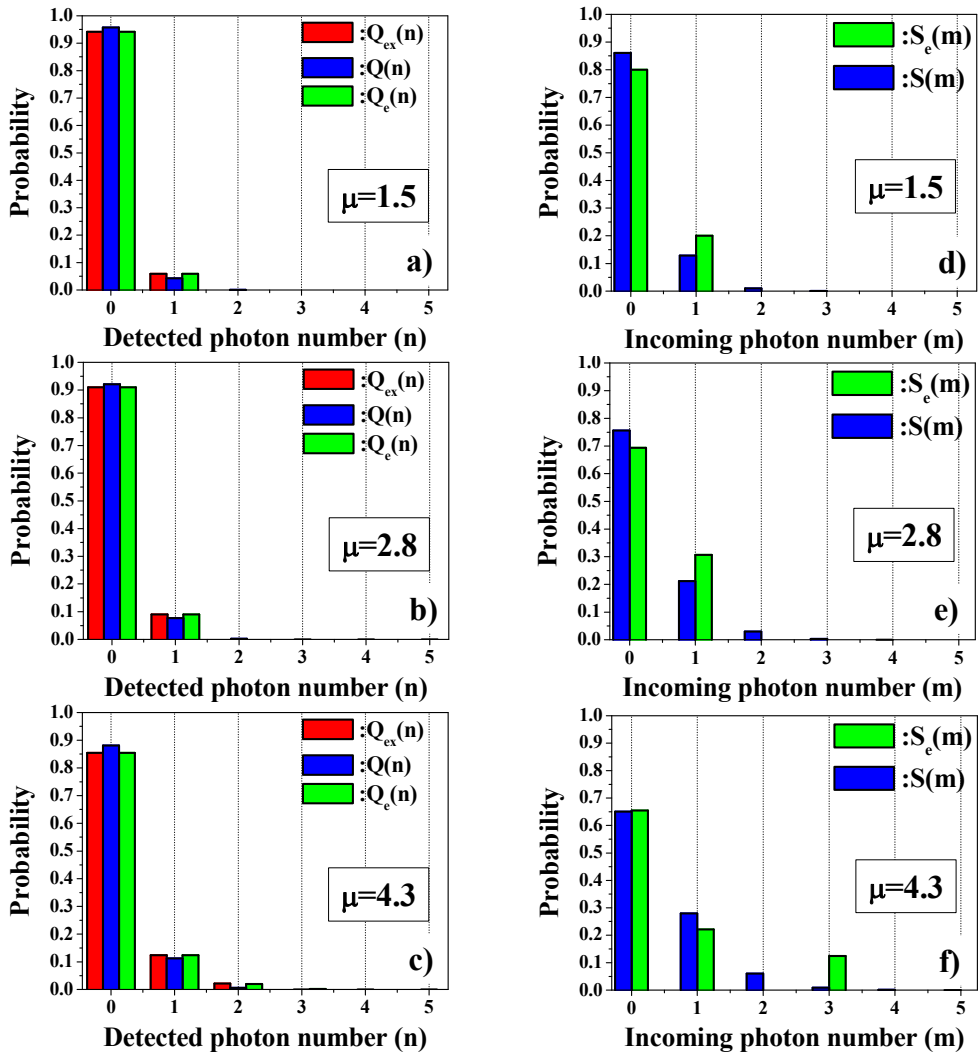 1.0
0.9
0.8
0.7
0.6
0.5
0.4
0.3
0.2
0.1
0.0
Probability
:Qex(n)
:Q(n)
:Qe(n)
μ=1.5
a)
0 1 2 3 4 5
Detected photon number (n)
1.0
0.9
0.8
0.7
0.6
0.5
0.4
0.3
0.2
0.1
0.0
Probability
:Se(m)
:S(m)
μ=1.5
d)
0 1 2 3 4 5
Incoming photon number (m)
1.0
0.9
0.8
0.7
0.6
0.5
0.4
0.3
0.2
0.1
0.0
Probability
:Qex(n)
:Q(n)
:Qe(n)
μ=2.8
b)
0 1 2 3 4 5
Detected photon number (n)
1.0
0.9
0.8
0.7
0.6
0.5
0.4
0.3
0.2
0.1
0.0
Probability
:Se(m)
:S(m)
μ=2.8
e)
0 1 2 3 4 5
Incoming photon number (m)
1.0
0.9
0.8
0.7
0.6
0.5
0.4
0.3
0.2
0.1
0.0
Probability
:Qex(n)
:Q(n)
:Qe(n)
μ=4.3
c)
0 1 2 3 4 5
Detected photon number (n)
1.0
0.9
0.8
0.7
0.6
0.5
0.4
0.3
0.2
0.1
0.0
Probability
:Se(m)
:S(m)
μ=4.3
f)
0 1 2 3 4 5
Incoming photon number (m)